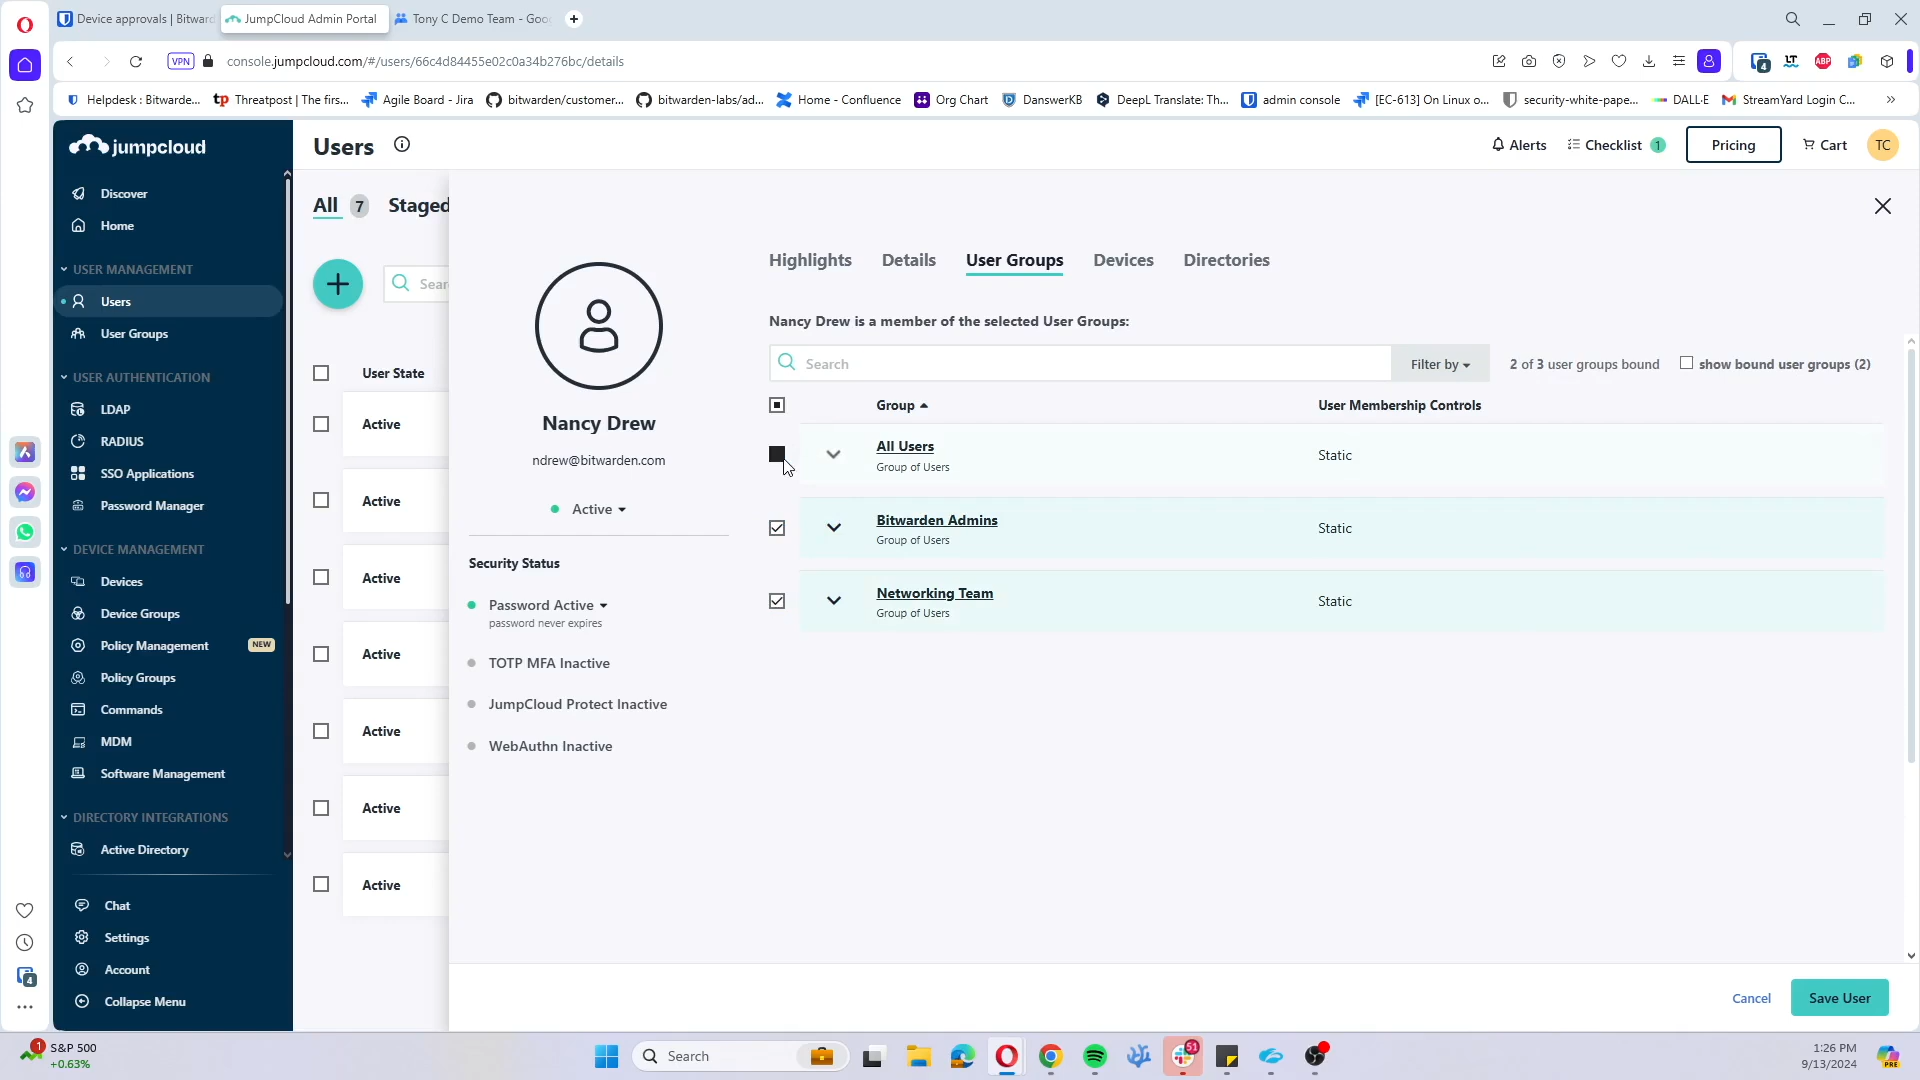 Device approvals | Bitward
JumpCloud Admin Portal
Tony C Demo Team - Goo
VPN
console.jumpcloud.com/#/users/66c4d84455e02c0a34b276bc/details
4
LT
ABP
Helpdesk : Bitwarde...
tp Threatpost | The firs...
Agile Board - Jira
bitwarden/customer...
bitwarden-labs/ad...
Home - Confluence
Org Chart
DanswerKB
DeepL Translate: Th...
admin console
[EC-613] On Linux o...
security-white-pape...
DALL·E
StreamYard Login C...
»
jumpcloud
Users
Alerts
Checklist 1
Pricing
Cart
TC
Discover
Home
USER MANAGEMENT
Users
User Groups
USER AUTHENTICATION
LDAP
RADIUS
SSO Applications
Password Manager
DEVICE MANAGEMENT
Devices
Device Groups
Policy Management NEW
Policy Groups
Commands
MDM
Software Management
DIRECTORY INTEGRATIONS
Active Directory
Chat
Settings
Account
Collapse Menu
All 7
Staged
Sear
User State
Active
Active
Active
Active
Active
Active
Active
Nancy Drew
ndrew@bitwarden.com
Active
Security Status
Password Active
password never expires
TOTP MFA Inactive
JumpCloud Protect Inactive
WebAuthn Inactive
Highlights
Details
User Groups
Devices
Directories
Nancy Drew is a member of the selected User Groups:
Search
Filter by
2 of 3 user groups bound
show bound user groups (2)
Group
User Membership Controls
All Users
Group of Users
Static
Bitwarden Admins
Group of Users
Static
Networking Team
Group of Users
Static
Cancel
Save User
4
1
S&P 500
+0.63%
Search
51
1:26 PM
9/13/2024
PRE